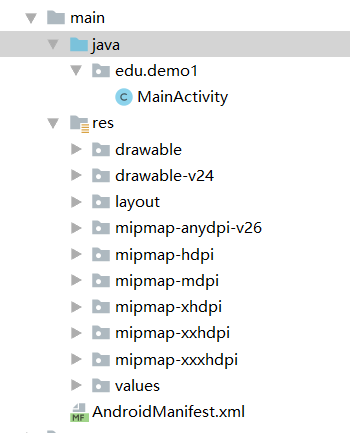 main
java
edu.demo1
C MainActivity
res
drawable
drawable-v24
layout
mipmap-anydpi-v26
mipmap-hdpi
mipmap-mdpi
mipmap-xhdpi
mipmap-xxhdpi
mipmap-xxxhdpi
values
MF AndroidManifest.xml